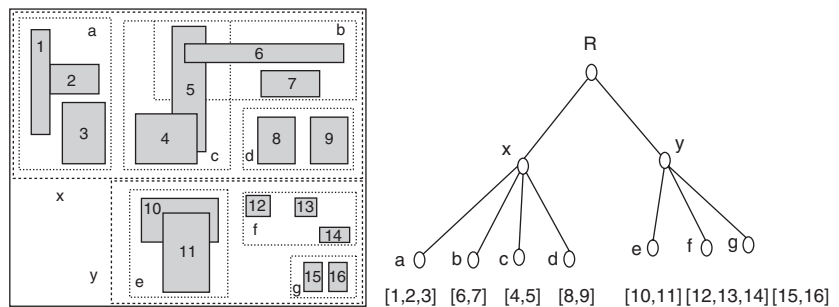 a
b
1
2
3
4
5
6
7
8
9
c
d
x
10
11
12
13
14
15
16
e
f
g
y
R
x
y
a
b
c
d
e
f
g
[1,2,3] [6,7] [4,5] [8,9] [10,11] [12,13,14] [15,16]